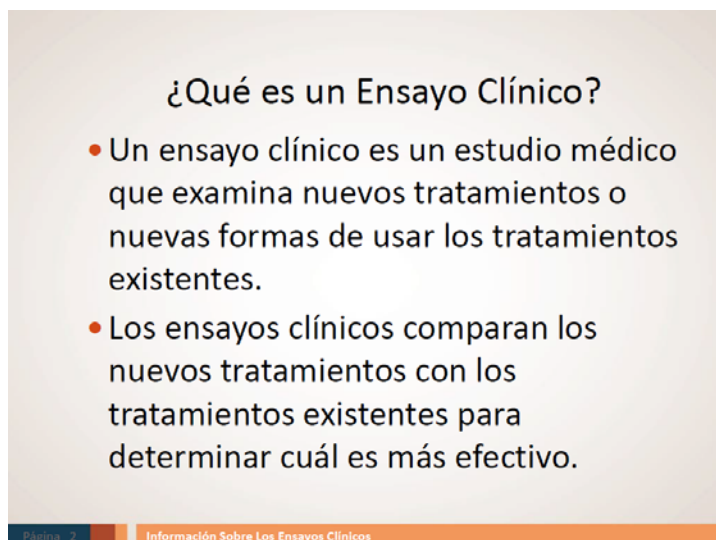 ¿Qué es un Ensayo Clínico?
• Un ensayo clínico es un estudio médico
que examina nuevos tratamientos o
nuevas formas de usar los tratamientos
existentes.
• Los ensayos clínicos comparan los
nuevos tratamientos con los
tratamientos existentes para
determinar cuál es más efectivo.
Página 2
Información Sobre Los Ensayos Clínicos